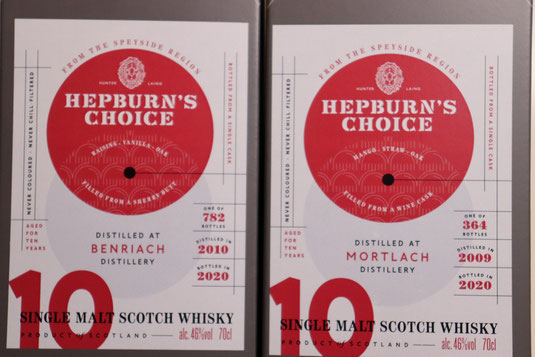 FROM THE SPEYSIDE REGION
HUNTER LAING
HEPBURN'S
CHOICE
RAISINS - VANILLA - OAK
FILLED FROM A SHERRY BUTT
NEVER COLOURED · NEVER CHILL-FILTERED
BOTTLED FROM A SINGLE CASK
ONE OF
782
BOTTLES
DISTILLED AT
BENRIACH
DISTILLERY
DISTILLED IN
2010
BOTTLED IN
2020
AGED
FOR
TEN
YEARS
10
SINGLE MALT SCOTCH WHISKY
PRODUCT of SCOTLAND
alc. 46%vol 70cl
FROM THE SPEYSIDE REGION
HUNTER LAING
HEPBURN'S
CHOICE
MANGO - STRAW - OAK
FILLED FROM A WINE CASK
NEVER COLOURED · NEVER CHILL-FILTERED
BOTTLED FROM A SINGLE CASK
ONE OF
364
BOTTLES
DISTILLED AT
MORTLACH
DISTILLERY
DISTILLED IN
2009
BOTTLED IN
2020
AGED
FOR
TEN
YEARS
10
SINGLE MALT SCOTCH WHISKY
PRODUCT of SCOTLAND
alc. 46%vol 70cl